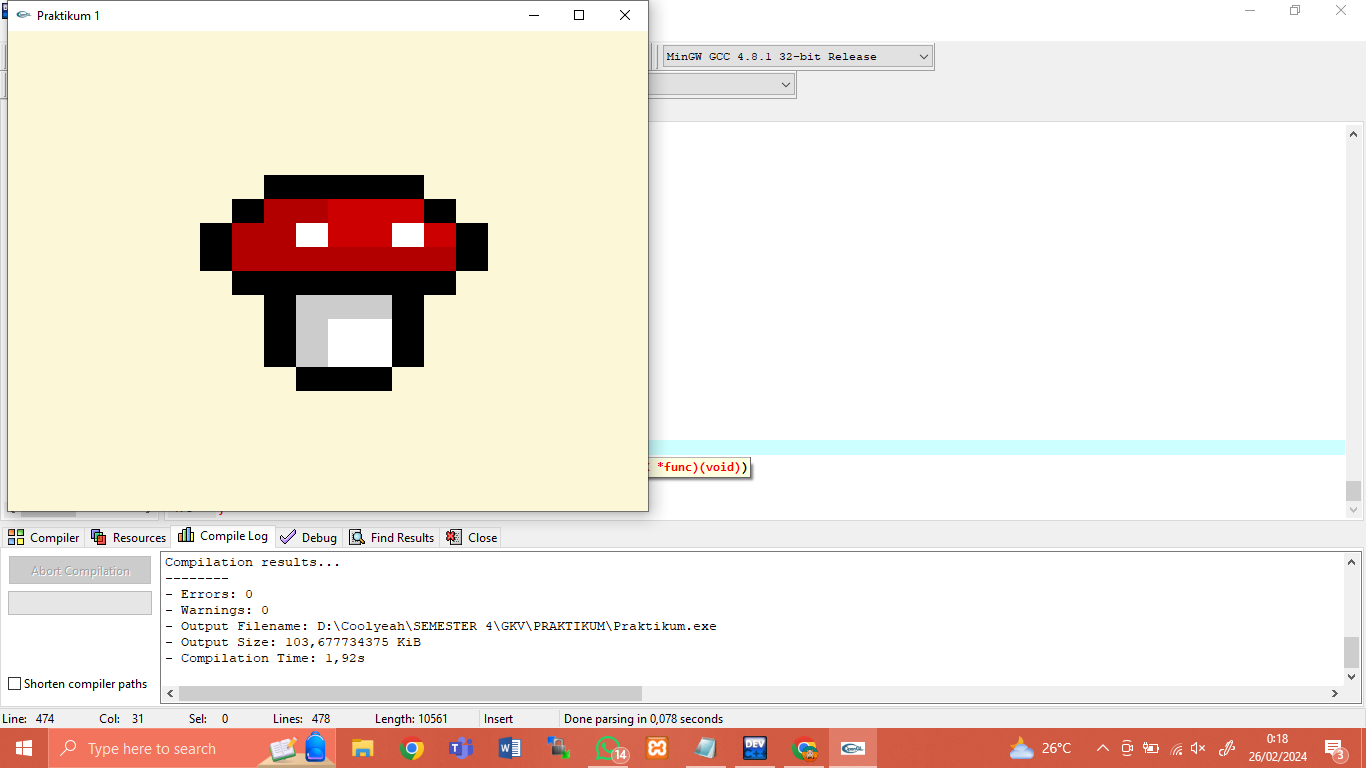 Praktikum 1
MinGW GCC 4.8.1 32-bit Release
*func)(void))
Compiler
Resources
Compile Log
Debug
Find Results
Close
Abort Compilation
Shorten compiler paths
Compilation results...
--------
- Errors: 0
- Warnings: 0
- Output Filename: D:\Coolyeah\SEMESTER 4\GKV\PRAKTIKUM\Praktikum.exe
- Output Size: 103,677734375 KiB
- Compilation Time: 1,92s
Line: 474 Col: 31 Sel: 0 Lines: 478 Length: 10561 Insert Done parsing in 0,078 seconds
Type here to search
14
DEV
26°C
0:18
26/02/2024
3